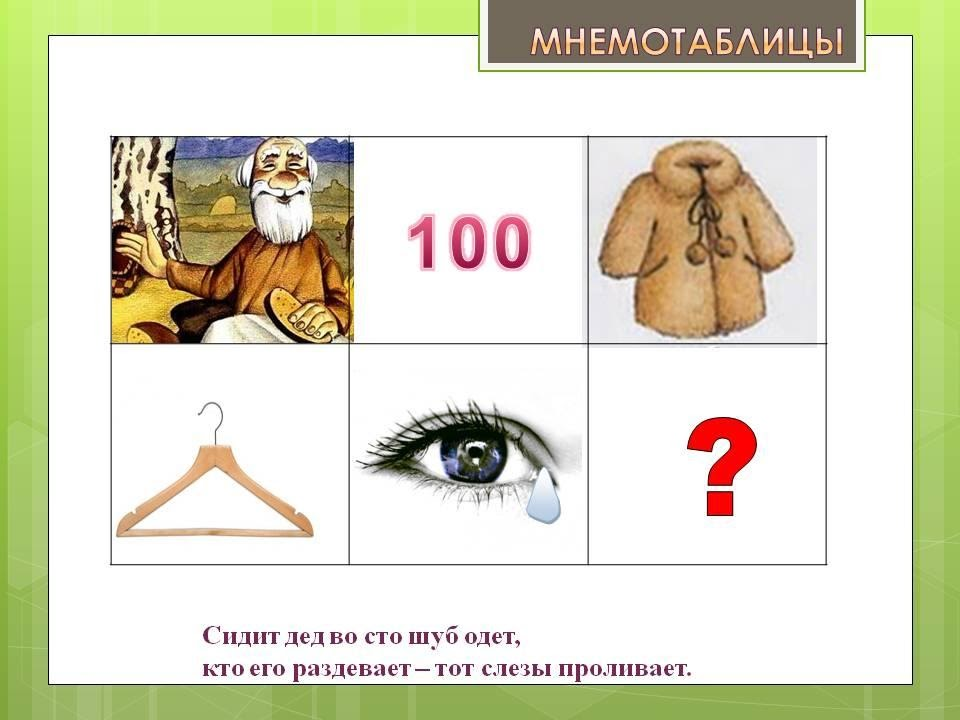 МНЕМОТАБЛИЦЫ
100
?
Сидит дед во сто шуб одет,
кто его раздевает – тот слезы проливает.